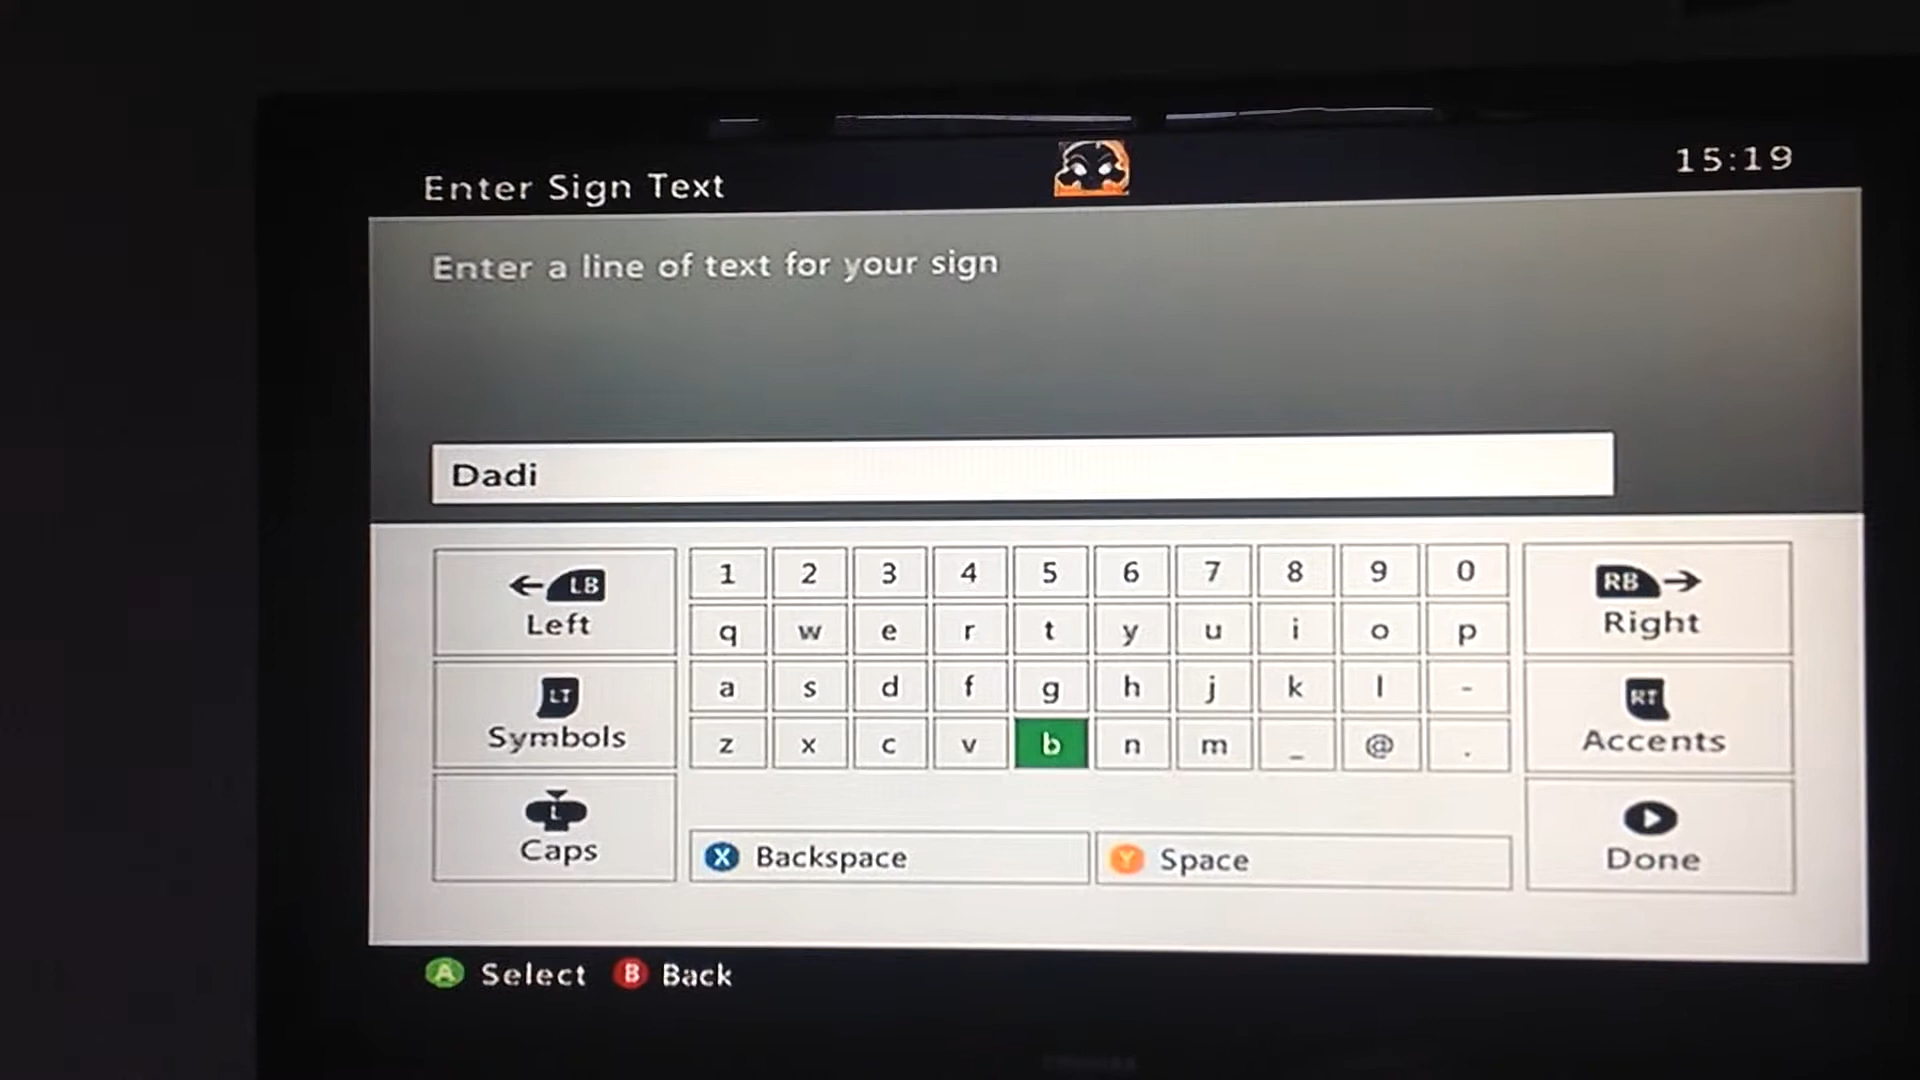 15:19
Enter Sign Text
Enter a line of text for your sign
Dadi
LB
Left
1 2 3 4 5 6 7 8 9 0
RB
Right
q w e r t y u i o p
LT
Symbols
a s d f g h j k l -
RT
Accents
z x c v b n m _ @ .
L
Caps
X Backspace
Y Space
Done
A Select B Back